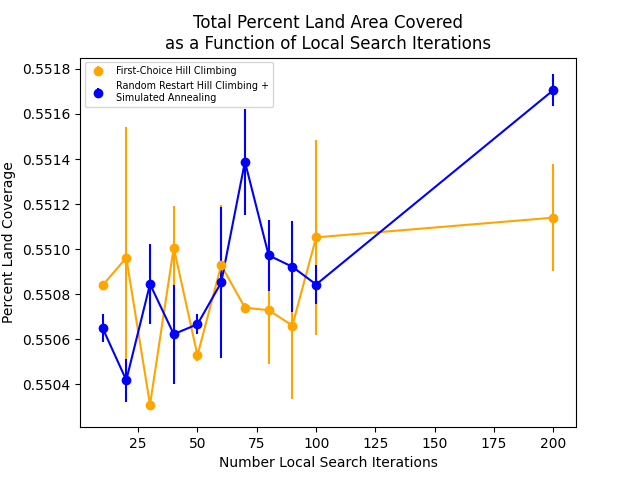 Total Percent Land Area Covered
as a Function of Local Search Iterations
First-Choice Hill Climbing
Random Restart Hill Climbing +
Simulated Annealing
Percent Land Coverage
0.5518
0.5516
0.5514
0.5512
0.5510
0.5508
0.5506
0.5504
25
50
75
100
125
150
175
200
Number Local Search Iterations